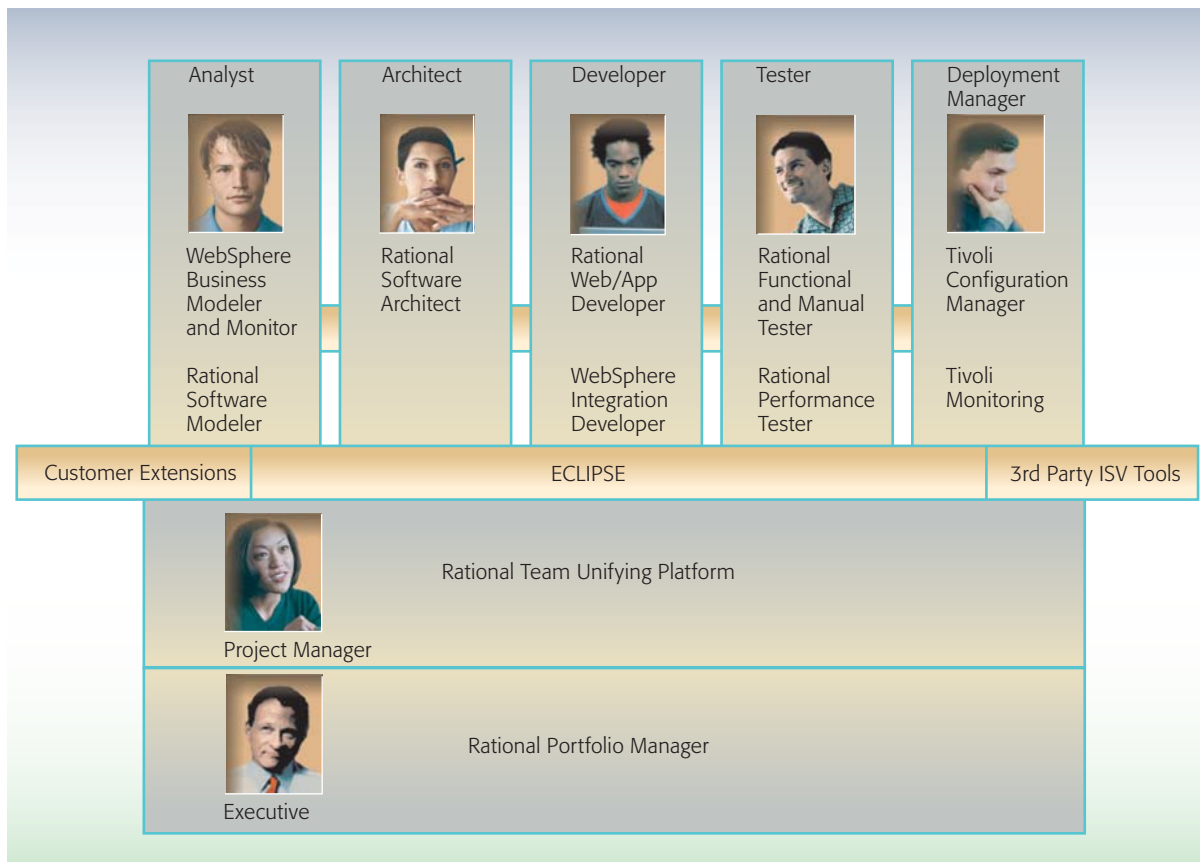 Analyst
Architect
Developer
Tester
Deployment
Manager
WebSphere
Business
Modeler
and Monitor
Rational
Software
Modeler
Rational
Software
Architect
Rational
Web/App
Developer
WebSphere
Integration
Developer
Rational
Functional
and Manual
Tester
Rational
Performance
Tester
Tivoli
Configuration
Manager
Tivoli
Monitoring
Customer Extensions
ECLIPSE
3rd Party ISV Tools
Rational Team Unifying Platform
Project Manager
Rational Portfolio Manager
Executive